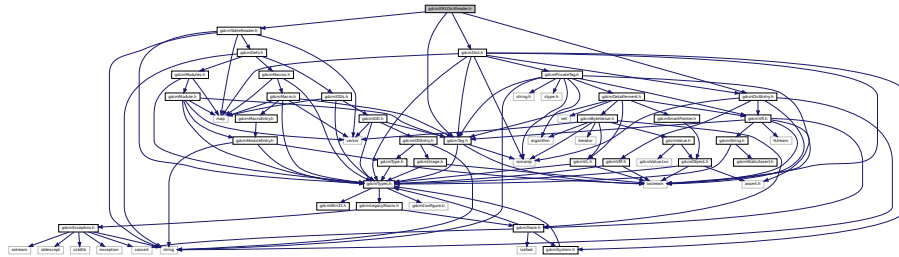 gdcmXMLDictReader.h
gdcmTableReader.h
gdcmDefs.h
gdcmDict.h
gdcmModules.h
gdcmMacros.h
gdcmPrivateTag.h
gdcmModule.h
gdcmMacro.h
gdcmIODs.h
string.h
ctype.h
gdcmDataElement.h
gdcmDictEntry.h
map
gdcmMacroEntry.h
gdcmIOD.h
set
gdcmByteValue.h
gdcmSmartPointer.h
gdcmVR.h
gdcmModuleEntry.h
vector
gdcmIODEntry.h
gdcmTag.h
algorithm
iterator
gdcmValue.h
gdcmString.h
fstream
gdcmType.h
gdcmUsage.h
iomanip
gdcmVL.h
gdcmVM.h
gdcmValue.txx
gdcmObject.h
gdcmStaticAssert.h
gdcmTypes.h
iostream
assert.h
gdcmWin32.h
gdcmLegacyMacro.h
gdcmConfigure.h
gdcmException.h
gdcmTrace.h
sstream
stdexcept
cstdlib
exception
cassert
string
iosfwd
gdcmSystem.h